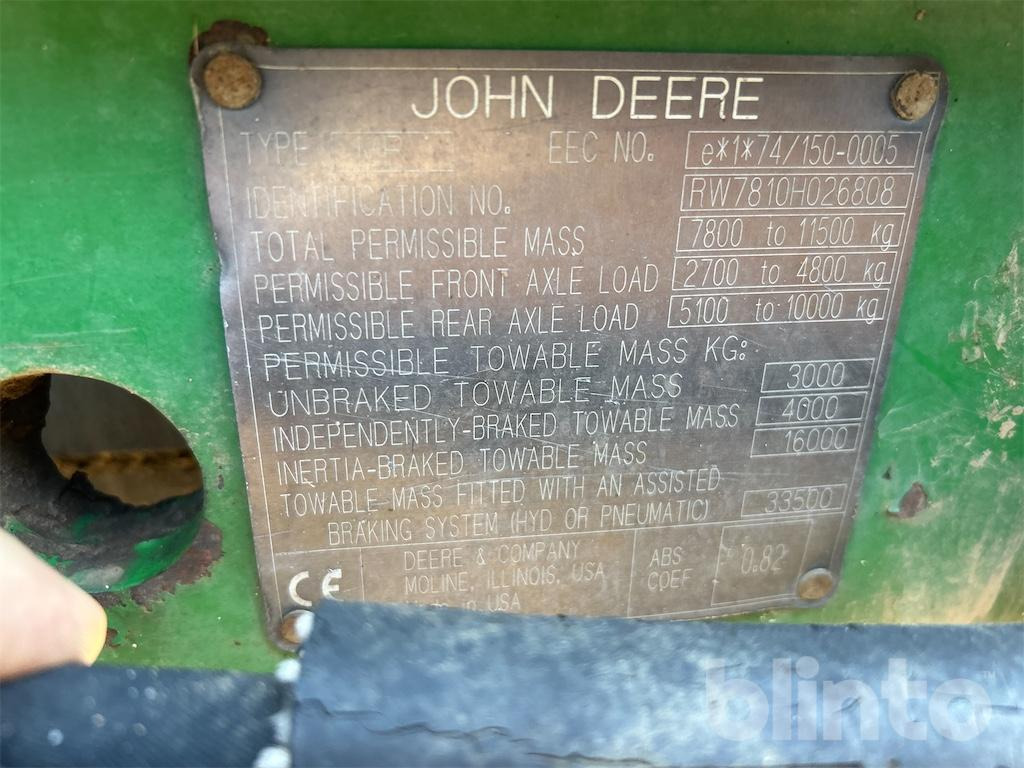 JOHN DEERE
TYPE EEC NO. e*1*74/150-0005
IDENTIFICATION NO. RW7810H026808
TOTAL PERMISSIBLE MASS 7800 to 11500 kg
PERMISSIBLE FRONT AXLE LOAD 2700 to 4800 kg
PERMISSIBLE REAR AXLE LOAD 5100 to 10000 kg
PERMISSIBLE TOWABLE MASS KG:
UNBRAKED TOWABLE MASS 3000
INDEPENDENTLY-BRAKED TOWABLE MASS 4000
INERTIA-BRAKED TOWABLE MASS 16000
TOWABLE MASS FITTED WITH AN ASSISTED
BRAKING SYSTEM (HYD OR PNEUMATIC) 33500
CE
DEERE & COMPANY
MOLINE, ILLINOIS, USA
USA
ABS
COEF
0.82
blinto™